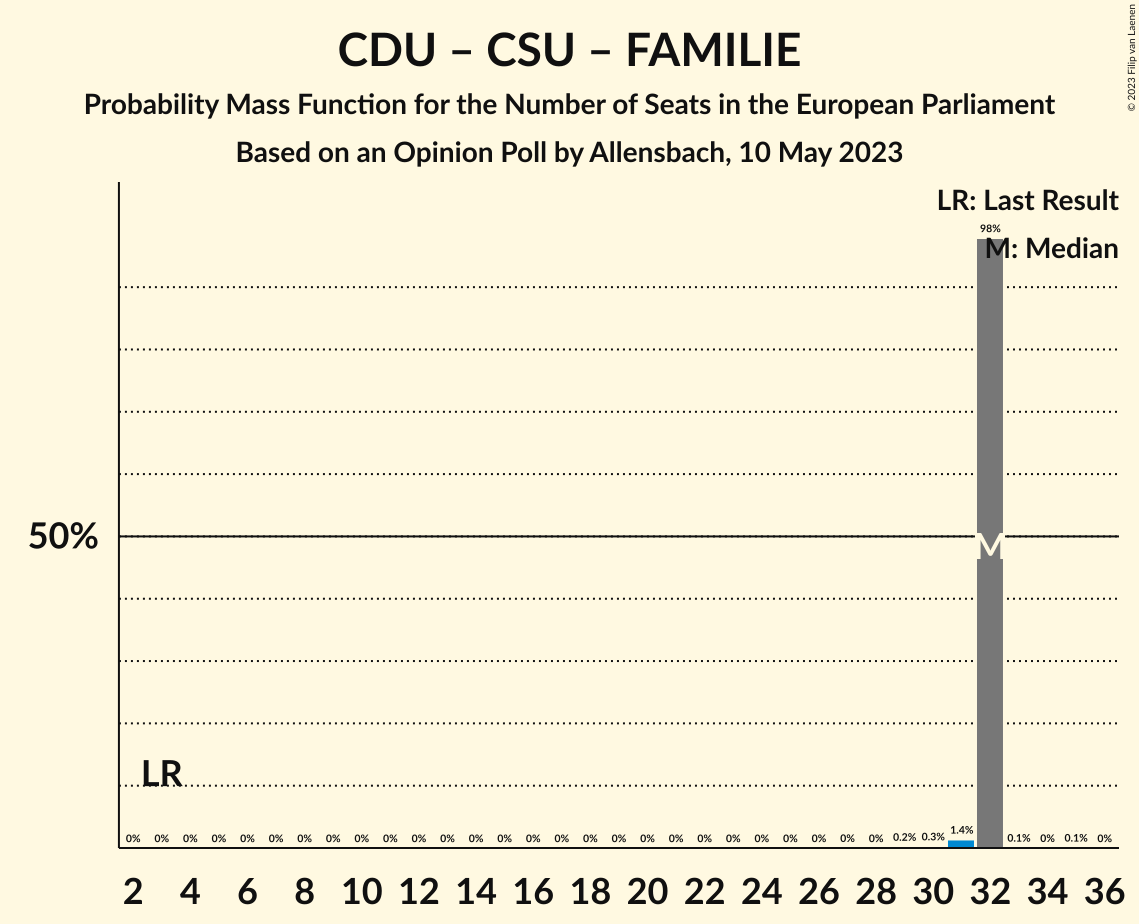 CDU – CSU – FAMILIE
Probability Mass Function for the Number of Seats in the European Parliament
Based on an Opinion Poll by Allensbach, 10 May 2023
© 2023 Filip van Laenen
LR: Last Result
98%
M: Median
50%
M
LR
0% 0% 0% 0% 0% 0% 0% 0% 0% 0% 0% 0% 0% 0% 0% 0% 0% 0% 0% 0% 0% 0% 0% 0% 0% 0% 0% 0.2% 0.3% 1.4% 0.1% 0% 0.1% 0%
2 4 6 8 10 12 14 16 18 20 22 24 26 28 30 32 34 36